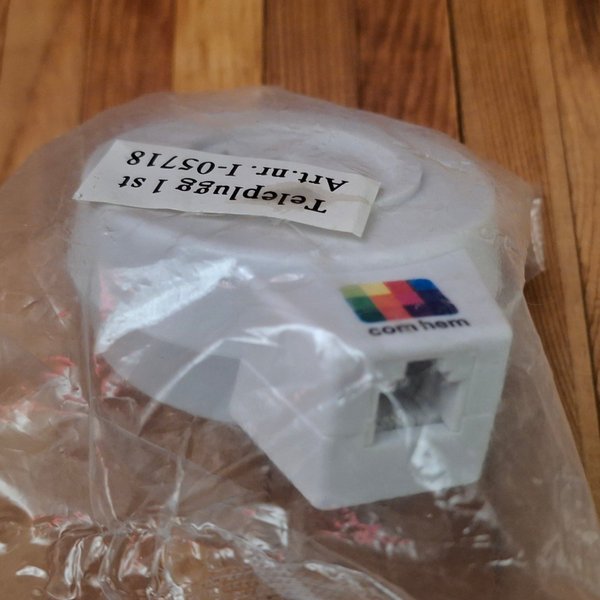 Teleplugg 1 st
Art.nr. 1-05718
com hem